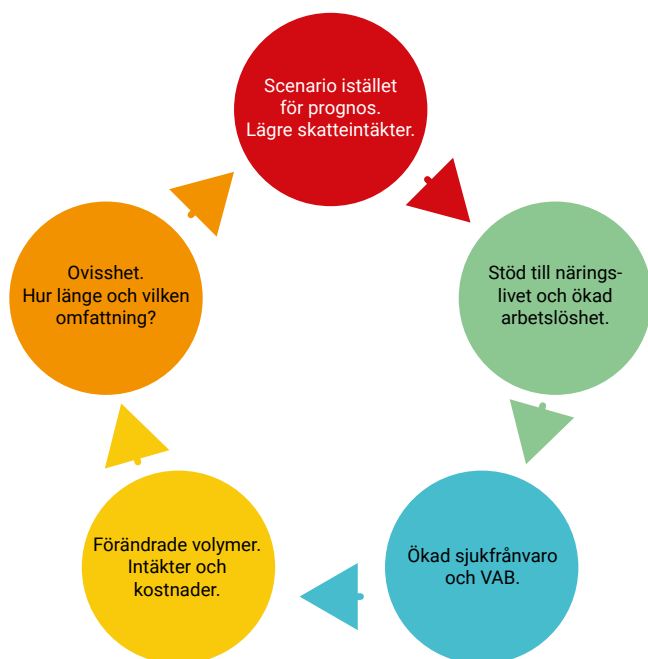 Scenario istället
för prognos.
Lägre skatteintäkter.
Stöd till närings-
livet och ökad
arbetslöshet.
Ökad sjukfrånvaro
och VAB.
Förändrade volymer.
Intäkter och
kostnader.
Ovisshet.
Hur länge och vilken
omfattning?